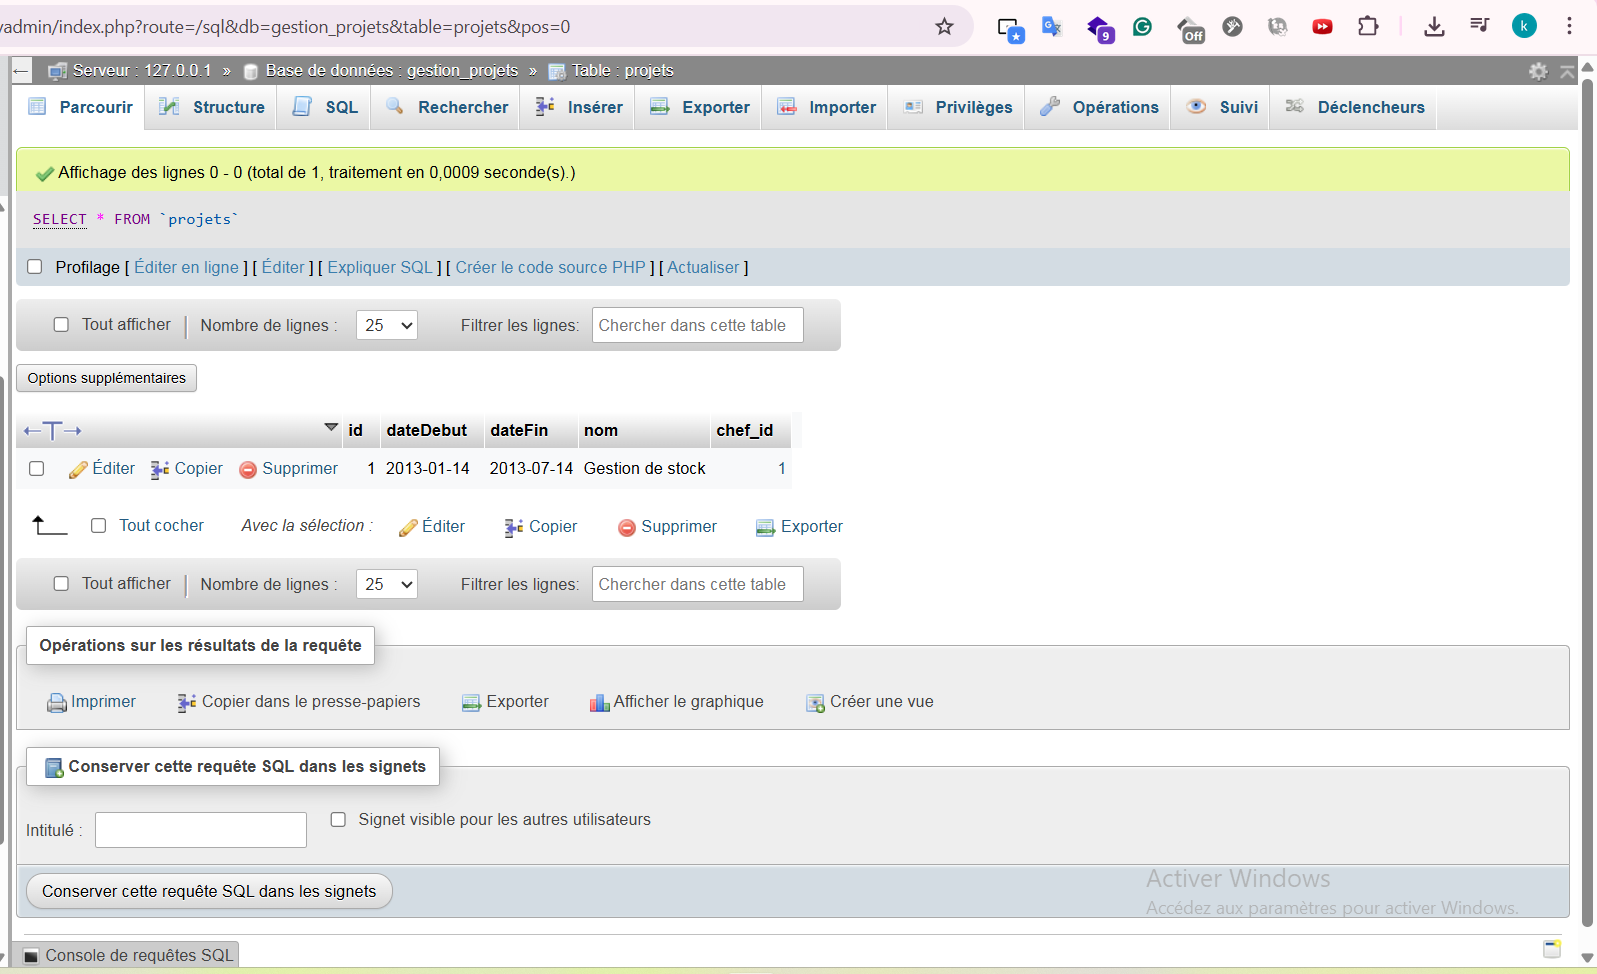 yadmin/index.php?route=/sql&db=gestion_projets&table=projets&pos=0
9
Off
k
Serveur : 127.0.0.1 » Base de données : gestion_projets » Table : projets
Parcourir Structure SQL Rechercher Insérer Exporter Importer Privilèges Opérations Suivi Déclencheurs
Affichage des lignes 0 - 0 (total de 1, traitement en 0,0009 seconde(s).)
SELECT * FROM `projets`
Profilage [ Éditer en ligne ] [ Éditer ] [ Expliquer SQL ] [ Créer le code source PHP ] [ Actualiser ]
Tout afficher Nombre de lignes : 25 Filtrer les lignes: Chercher dans cette table
Options supplémentaires
←T→ id dateDebut dateFin nom chef_id
Éditer Copier Supprimer 1 2013-01-14 2013-07-14 Gestion de stock 1
Tout cocher Avec la sélection : Éditer Copier Supprimer Exporter
Tout afficher Nombre de lignes : 25 Filtrer les lignes: Chercher dans cette table
Opérations sur les résultats de la requête
Imprimer Copier dans le presse-papiers Exporter Afficher le graphique Créer une vue
Conserver cette requête SQL dans les signets
Intitulé : Signet visible pour les autres utilisateurs
Conserver cette requête SQL dans les signets
Activer Windows
Accédez aux paramètres pour activer Windows.
Console de requêtes SQL